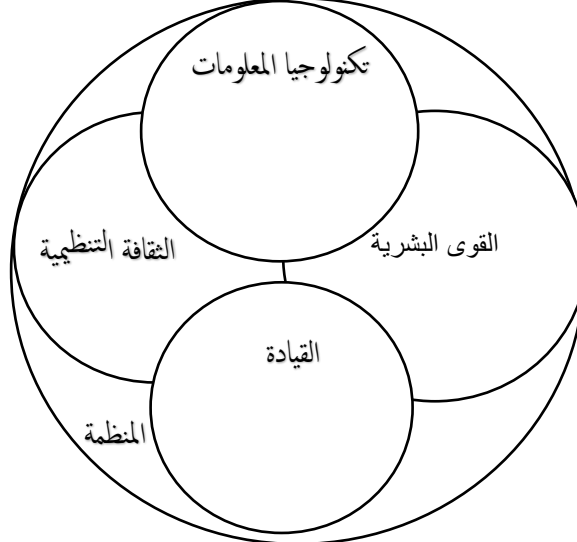 تكنولوجيا المعلومات
القوى البشرية
الثقافة التنظيمية
القيادة
المنظمة